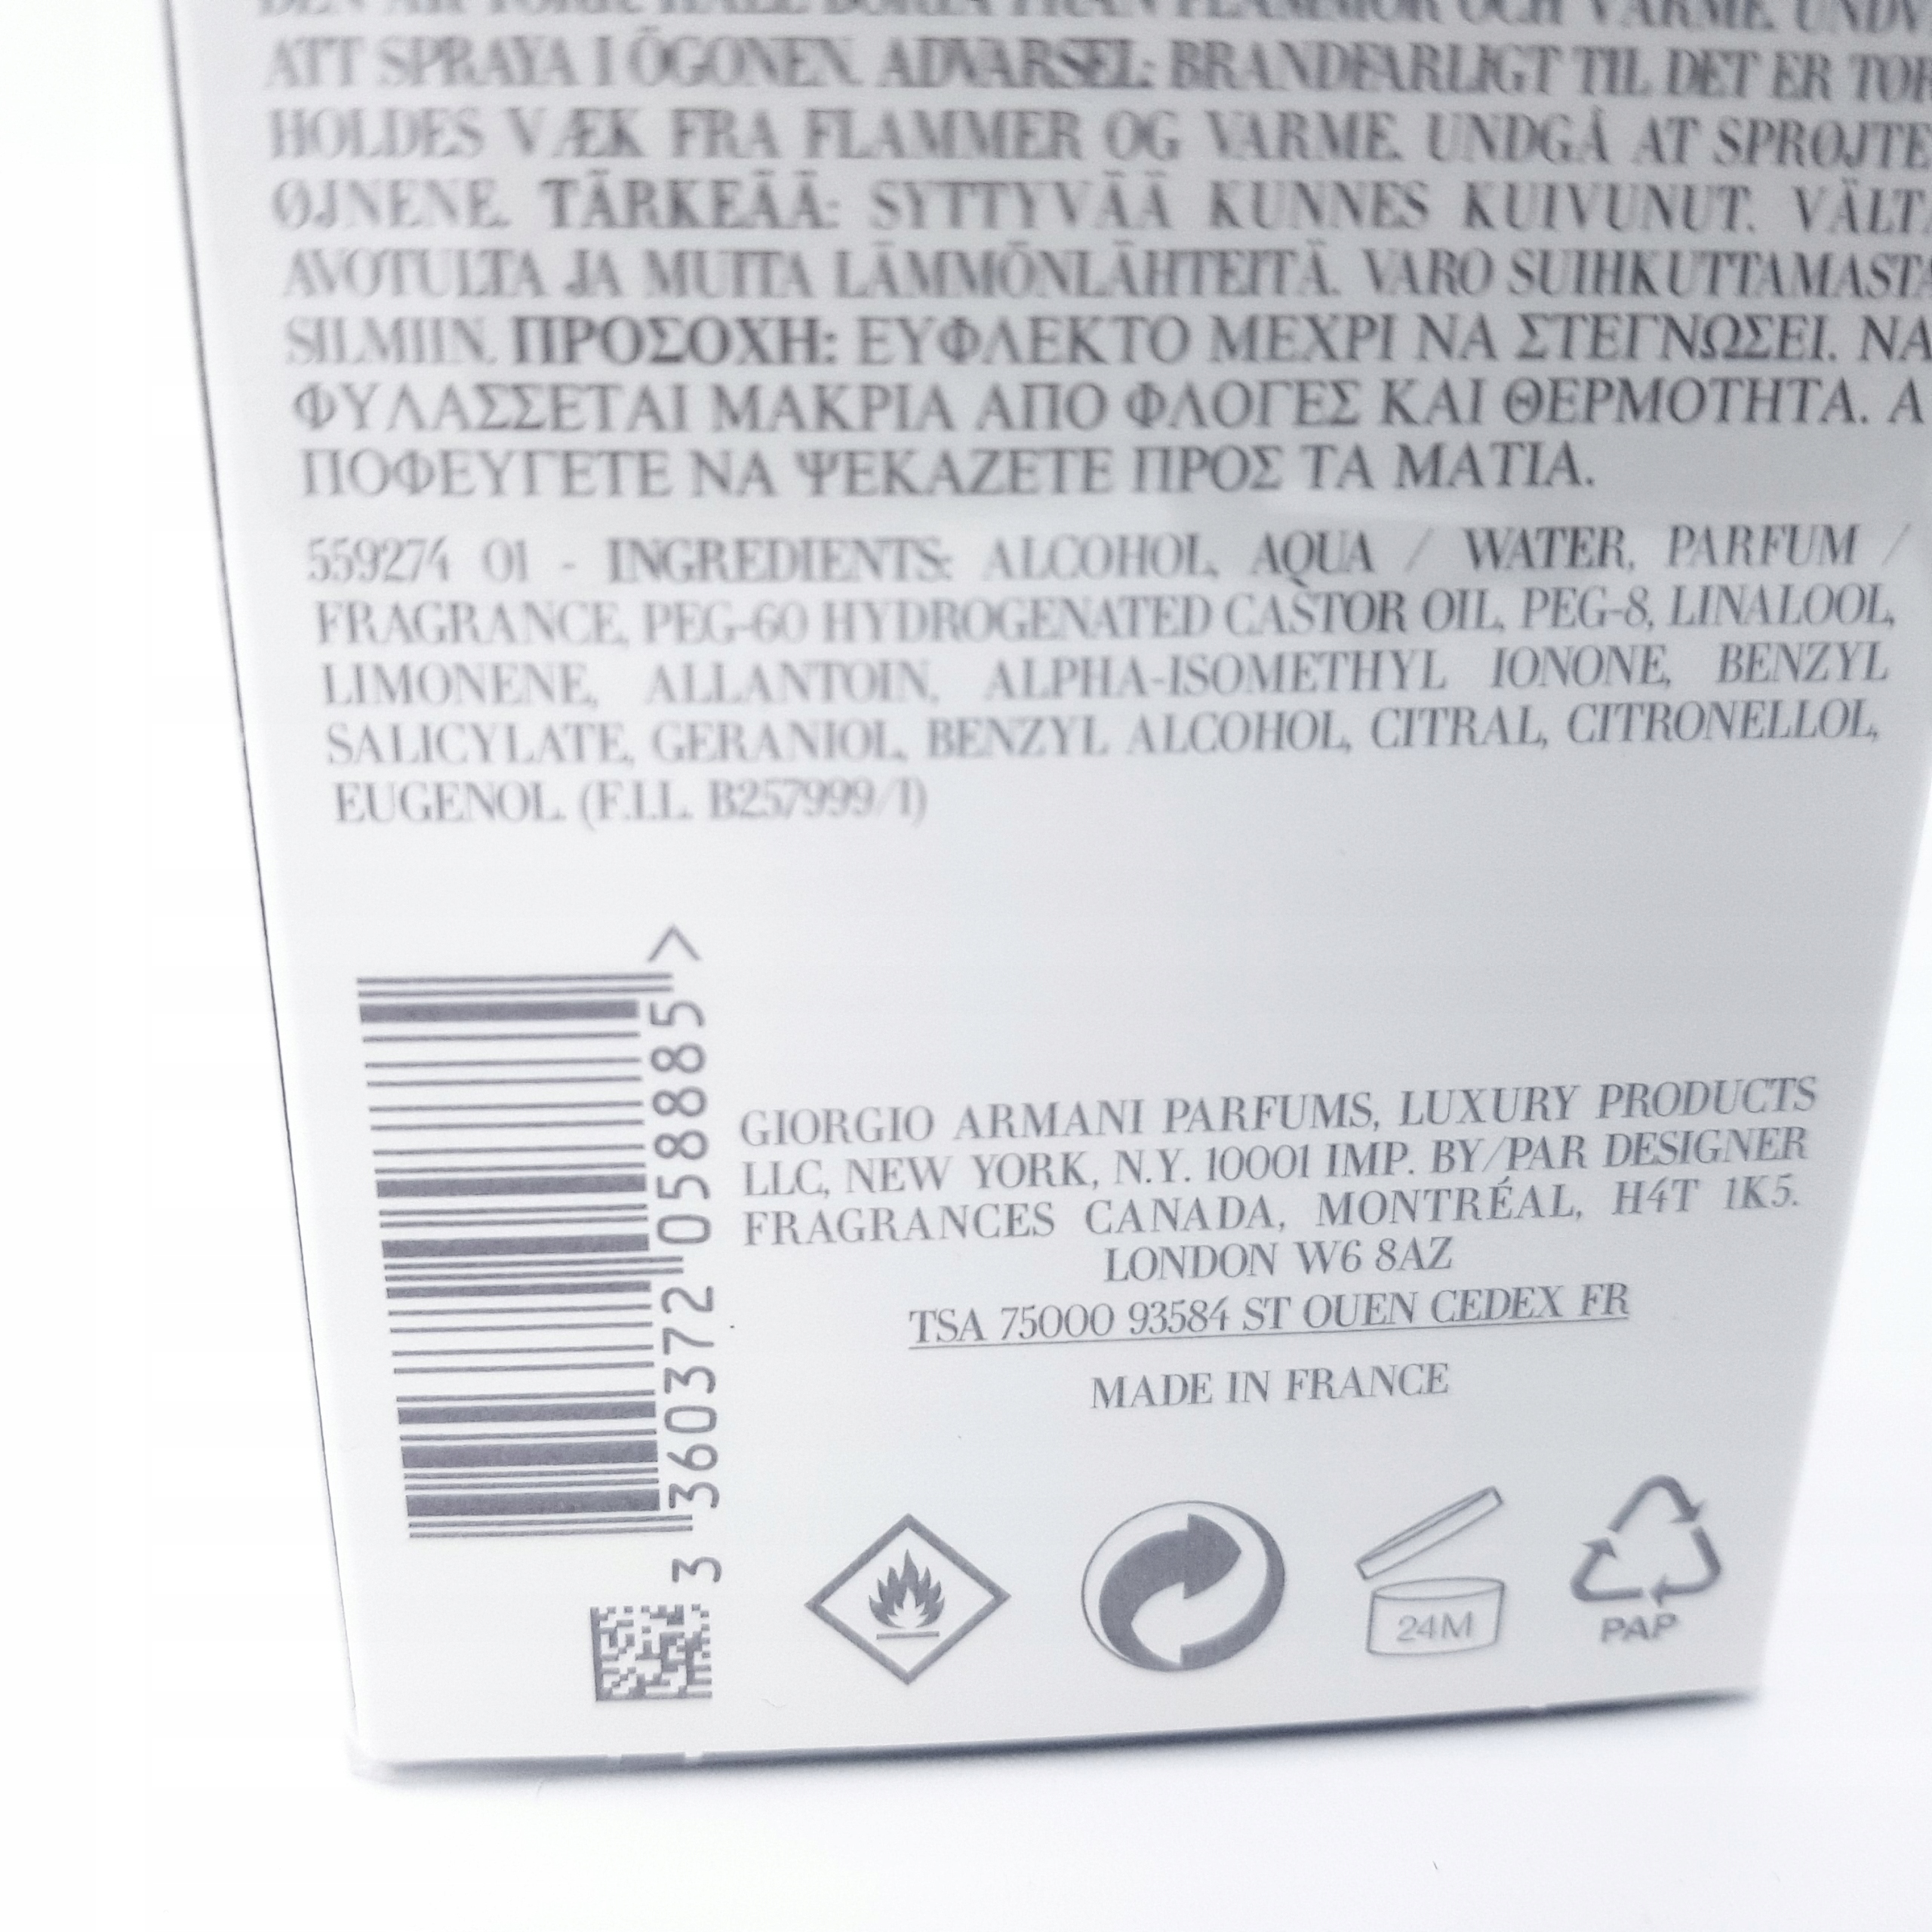 ATT SPRAYA I ÖGONEN. ADVARSEL: BRANDFARLIGT TIL DET ER
HOLDES VÆK FRA FLAMMER OG VARME. UNDGÅ AT SPRØJTE
ØJNENE. TÄRKEÄÄ: SYTTYVÄÄ KUNNES KUIVUNUT.
AVOTULTA JA MUITA LÄMMÖNLÄHTEITÄ. VARO SUIHKUTTAMASTA
SILMIIN. ΠΡΟΣΟΧΗ: ΕΥΦΛΕΚΤΟ ΜΕΧΡΙ ΝΑ ΣΤΕΓΝΩΣΕΙ. ΝΑ
ΦΥΛΑΣΣΕΤΑΙ ΜΑΚΡΙΑ ΑΠΟ ΦΛΟΓΕΣ ΚΑΙ ΘΕΡΜΟΤΗΤΑ. Α
ΠΟΦΕΥΓΕΤΕ ΝΑ ΨΕΚΑΖΕΤΕ ΠΡΟΣ ΤΑ ΜΑΤΙΑ.
559274 01 - INGREDIENTS: ALCOHOL, AQUA / WATER, PARFUM /
FRAGRANCE, PEG-60 HYDROGENATED CASTOR OIL, PEG-8, LINALOOL,
LIMONENE, ALLANTOIN, ALPHA-ISOMETHYL IONONE, BENZYL
SALICYLATE, GERANIOL, BENZYL ALCOHOL, CITRAL, CITRONELLOL,
EUGENOL. (F.I.L. B257999/1)
3 360372 058885 >
GIORGIO ARMANI PARFUMS, LUXURY PRODUCTS
LLC, NEW YORK, N.Y. 10001 IMP. BY/PAR DESIGNER
FRAGRANCES CANADA, MONTRÉAL, H4T 1K5.
LONDON W6 8AZ
TSA 75000 93584 ST OUEN CEDEX FR
MADE IN FRANCE
24M
PAP